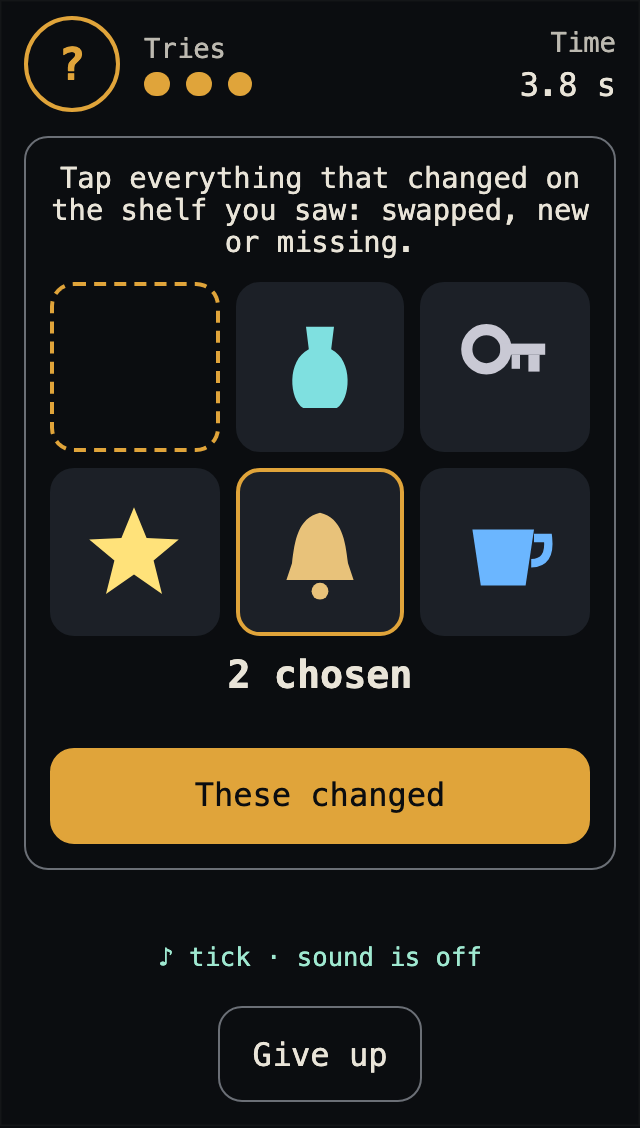 ?
Tries
Time
3.8 s
Tap everything that changed on
the shelf you saw: swapped, new
or missing.
2 chosen
These changed
♪ tick · sound is off
Give up